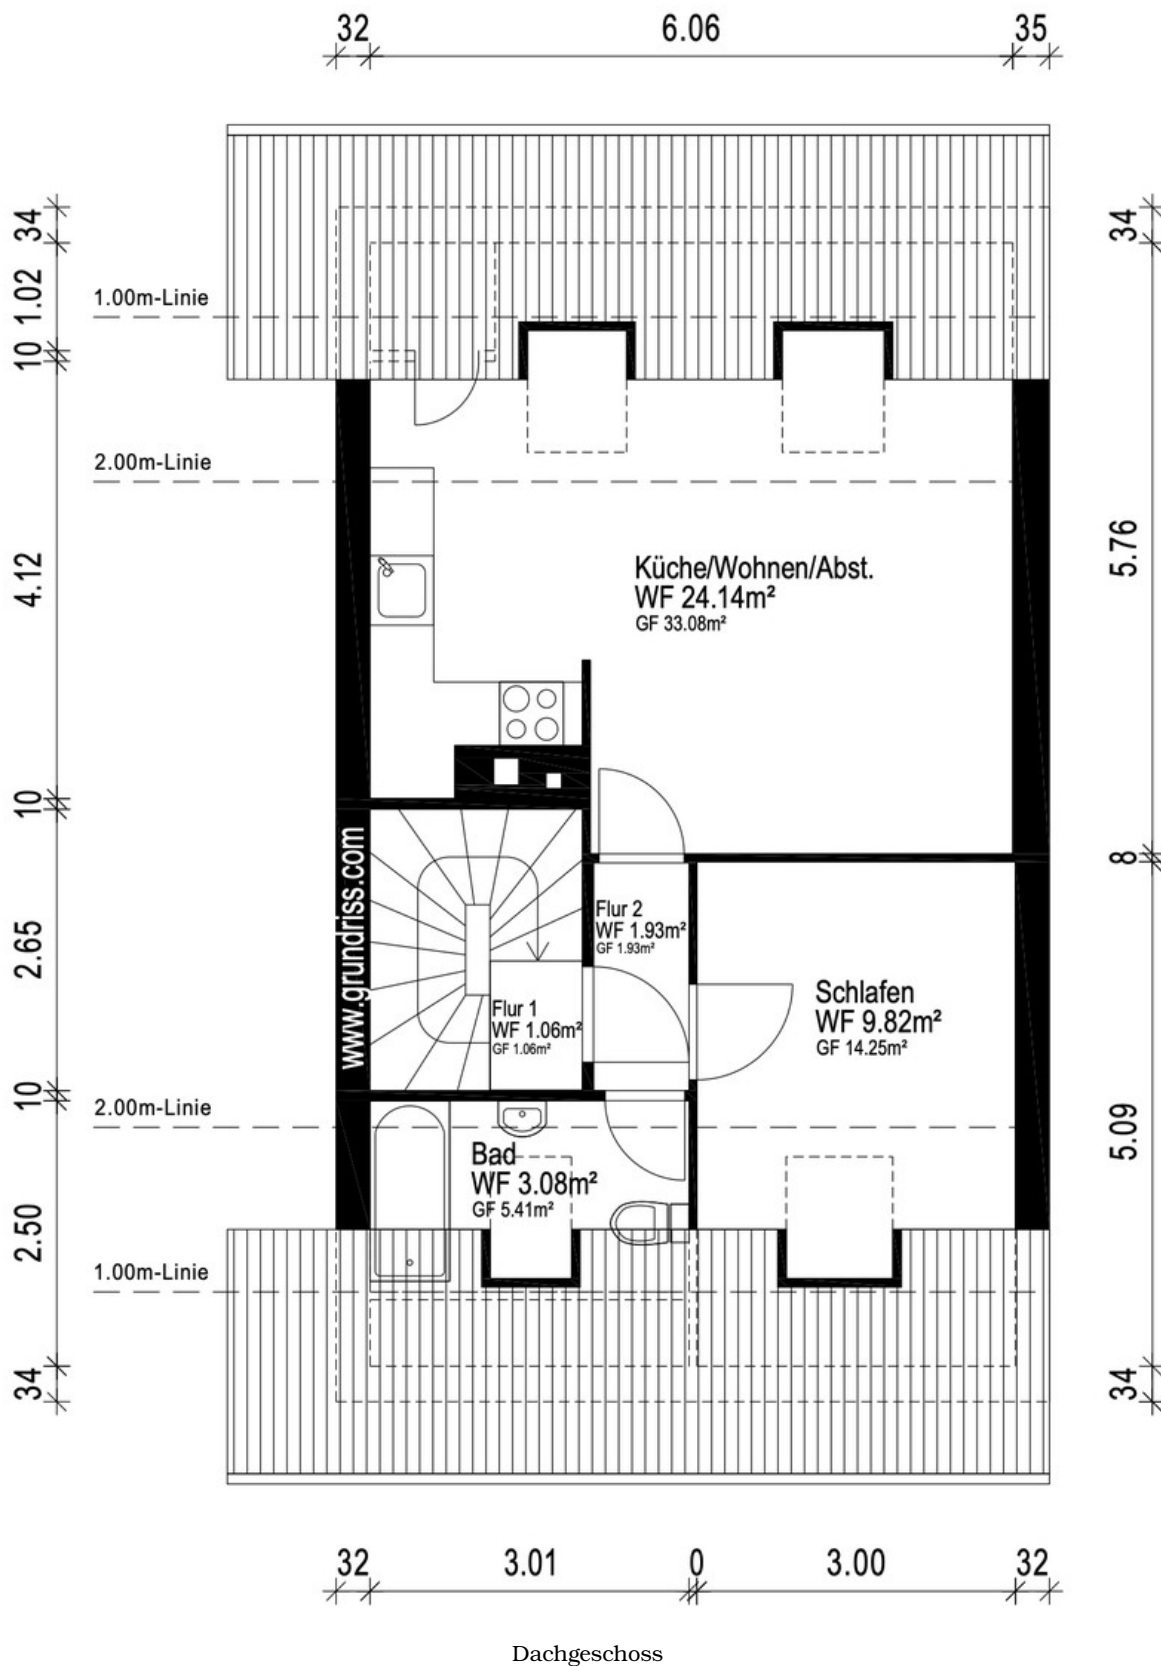 32 6.06 35
34
34
1.02
1.00m-Linie
10
2.00m-Linie
4.12
5.76
Küche/Wohnen/Abst.
WF 24.14m²
GF 33.08m²
10
8
www.grundriss.com
Flur 2
WF 1.93m²
GF 1.93m²
2.65
Schlafen
WF 9.82m²
GF 14.25m²
Flur 1
WF 1.06m²
GF 1.06m²
10
2.00m-Linie
5.09
Bad
WF 3.08m²
GF 5.41m²
2.50
1.00m-Linie
34
34
32 3.01 0 3.00 32
Dachgeschoss